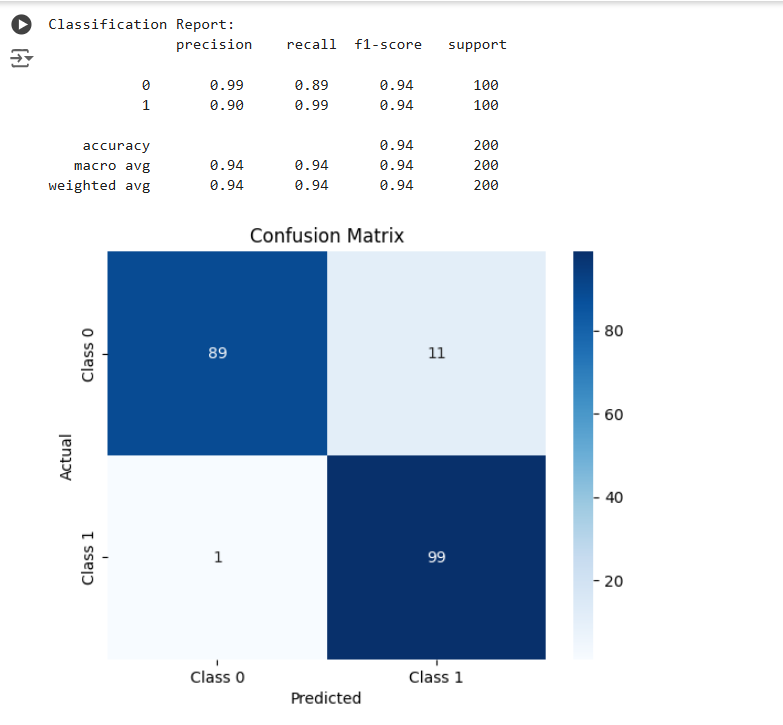 Classification Report:
precision recall f1-score support
0 0.99 0.89 0.94 100
1 0.90 0.99 0.94 100
accuracy 0.94 200
macro avg 0.94 0.94 0.94 200
weighted avg 0.94 0.94 0.94 200
Confusion Matrix
Class 0
89
11
80
60
Actual
40
Class 1
1
99
20
Class 0
Class 1
Predicted